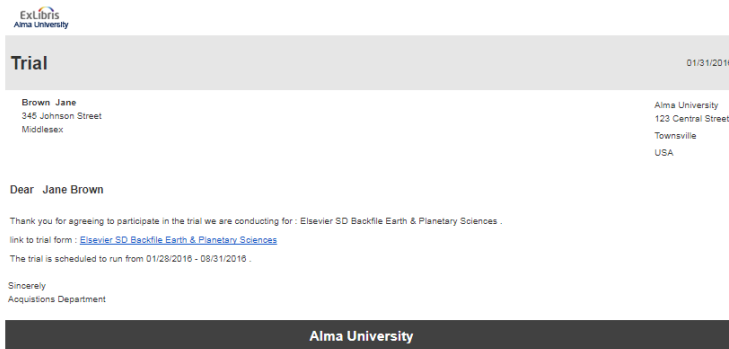 ExLibris
Alma University
Trial
01/31/2016
Brown Jane
345 Johnson Street
Middlesex
Alma University
123 Central Street
Townsville
USA
Dear Jane Brown
Thank you for agreeing to participate in the trial we are conducting for : Elsevier SD Backfile Earth & Planetary Sciences .
link to trial form : Elsevier SD Backfile Earth & Planetary Sciences
The trial is scheduled to run from 01/28/2016 - 08/31/2016 .
Sincerely
Acquistions Department
Alma University